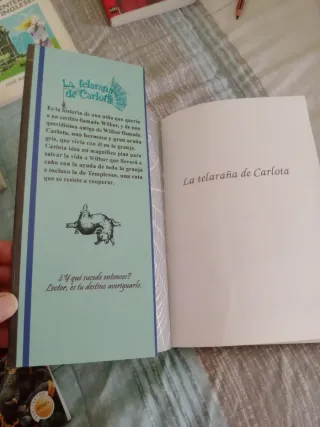 La telaraña
de Carlota
Es la historia de una niña que quería
a un cerdito llamado Wilbur, y de una
queridísima amiga de Wilbur llamada
Carlota, una hermosa y gran araña
gris, que vivía con él en la granja.
Carlota ideó un magnífico plan para
salvar la vida a Wilbur que llevará a
cabo con la ayuda de toda la granja
e incluso la de Templeton, una rata
que se resiste a cooperar.
¿Y qué sucede entonces?
Lector, es tu destino averiguarlo.
La telaraña de Carlota
INGLÉS